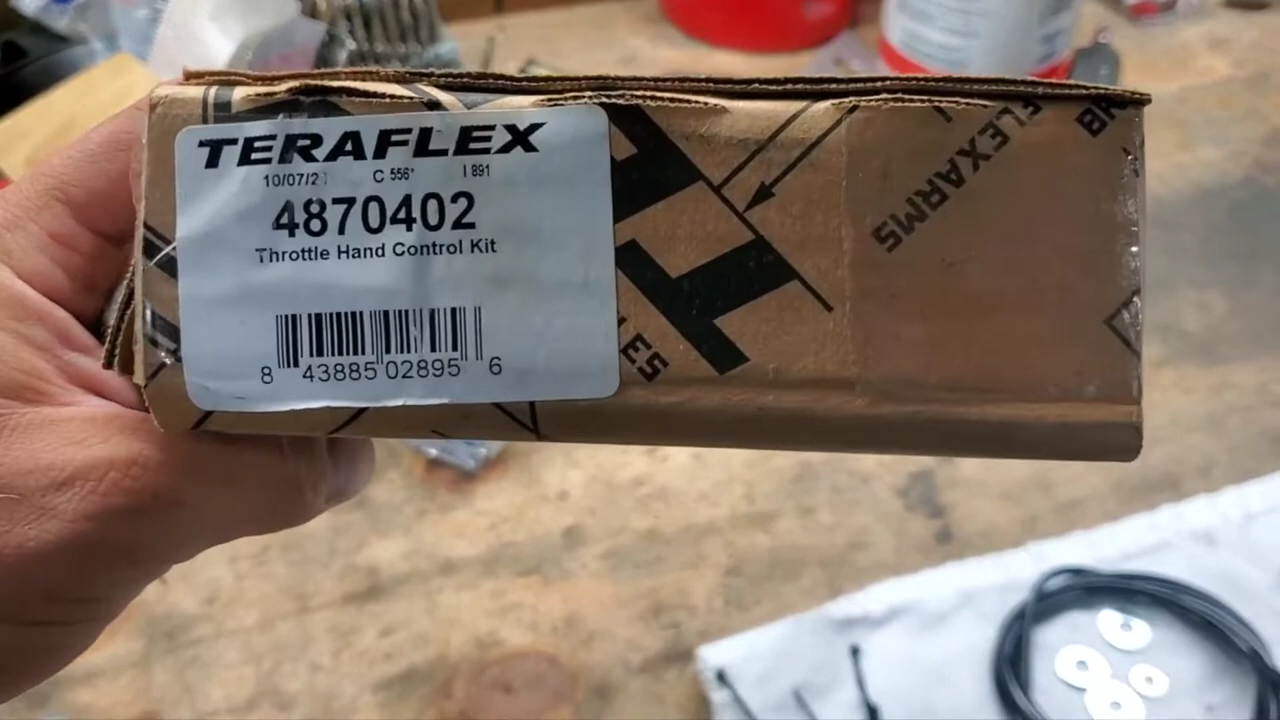 TERAFLEX
10/07/2
C 556
I 891
4870402
Throttle Hand Control Kit
8 43885 02895 6
FLEXARMS